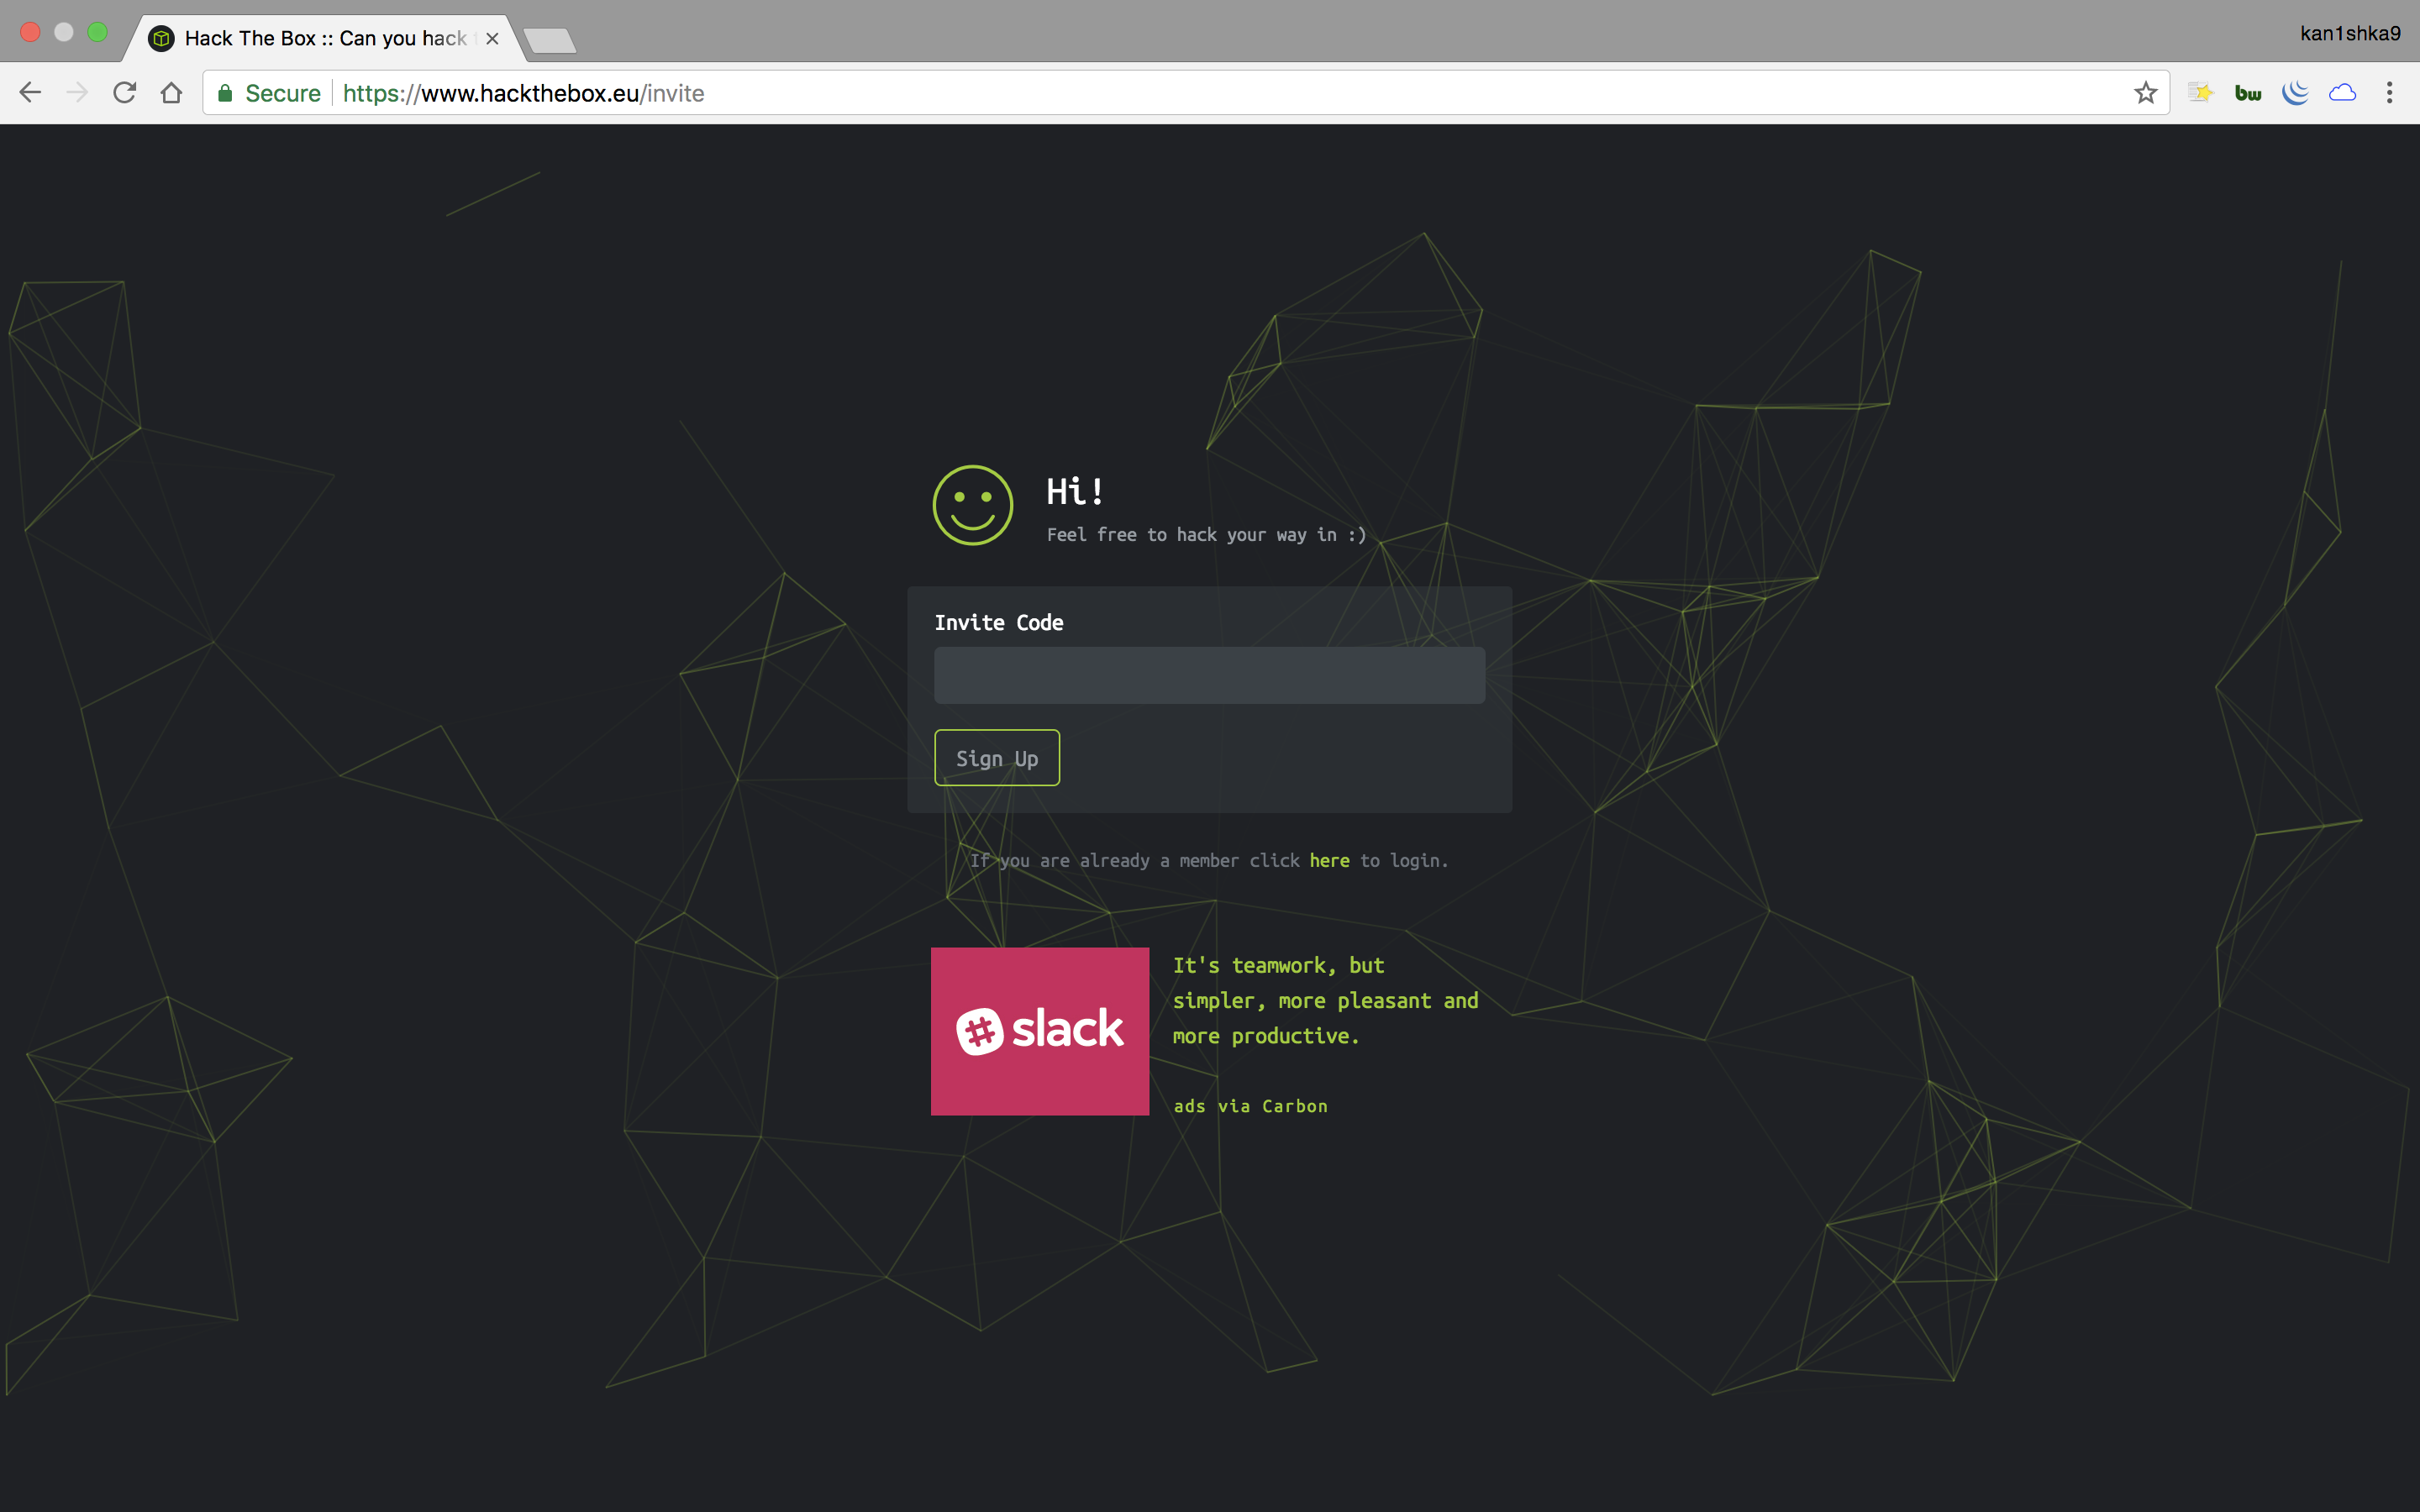 Hack The Box :: Can you hack
kan1shka9
Secure https://www.hackthebox.eu/invite
bw
Hi!
Feel free to hack your way in :)
Invite Code
Sign Up
If you are already a member click here to login.
slack
It's teamwork, but
simpler, more pleasant and
more productive.
ads via Carbon